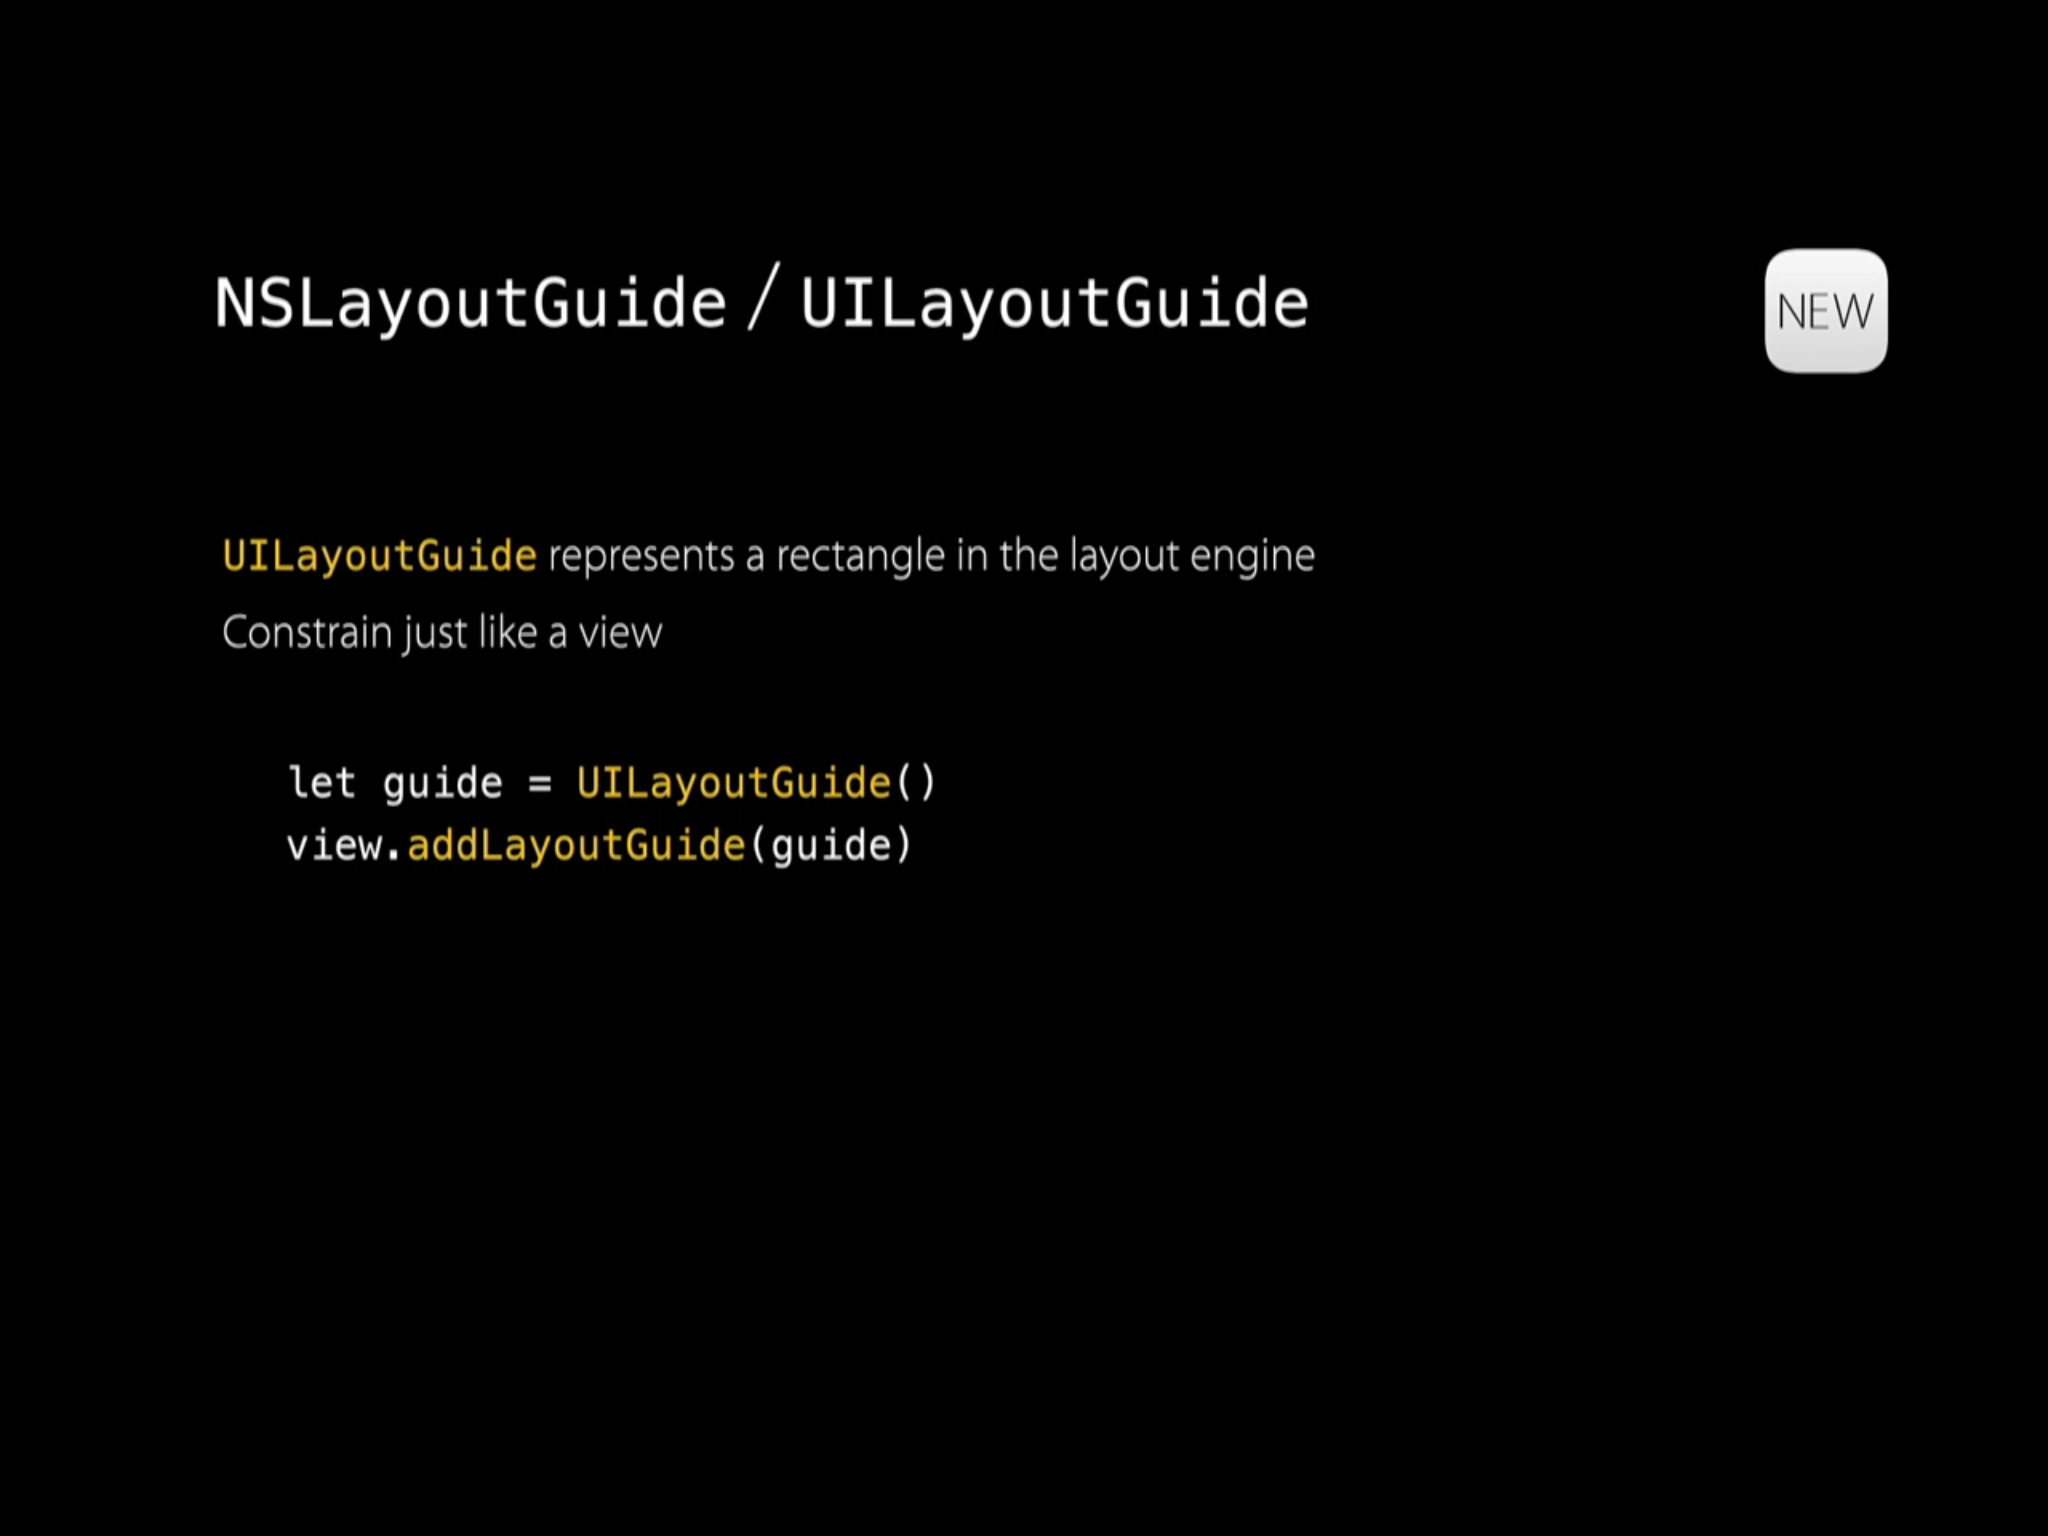 NSLayoutGuide / UILayoutGuide
NEW
UILayoutGuide represents a rectangle in the layout engine
Constrain just like a view
let guide = UILayoutGuide()
view.addLayoutGuide(guide)